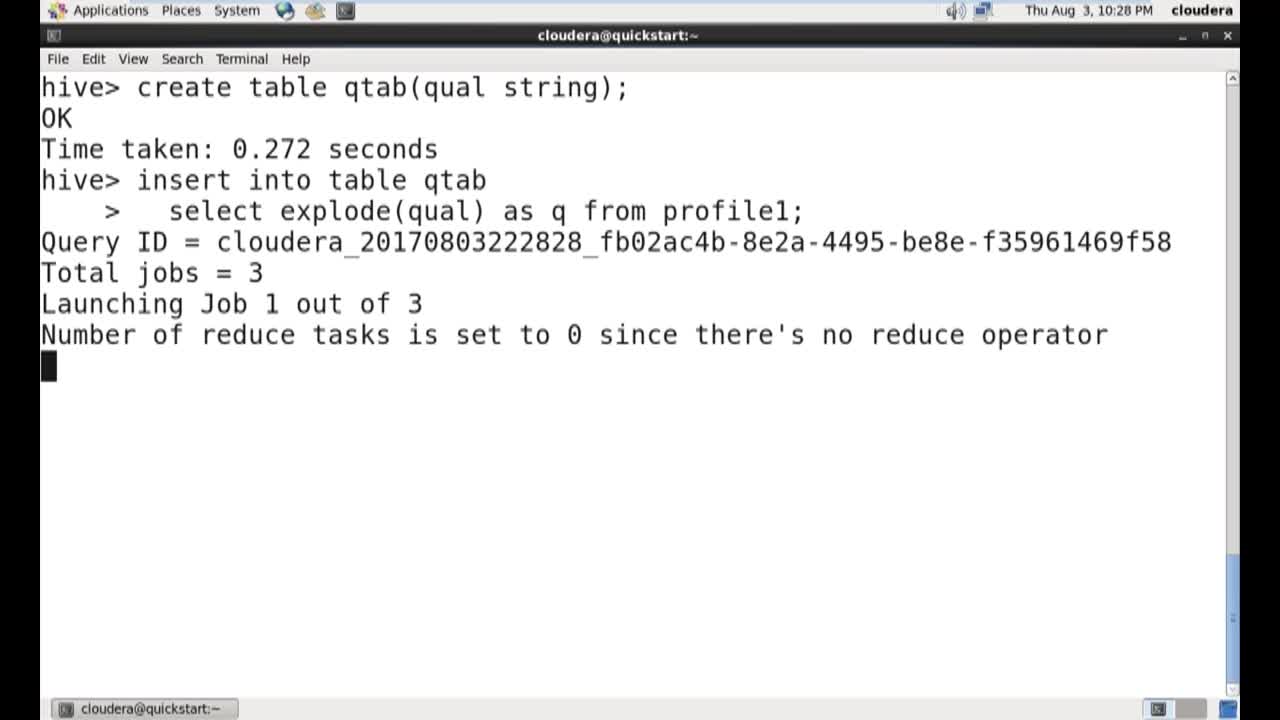 Applications Places System Thu Aug 3, 10:28 PM cloudera
cloudera@quickstart:~
File Edit View Search Terminal Help
hive> create table qtab(qual string);
OK
Time taken: 0.272 seconds
hive> insert into table qtab
    >   select explode(qual) as q from profile1;
Query ID = cloudera_20170803222828_fb02ac4b-8e2a-4495-be8e-f35961469f58
Total jobs = 3
Launching Job 1 out of 3
Number of reduce tasks is set to 0 since there's no reduce operator
cloudera@quickstart:~